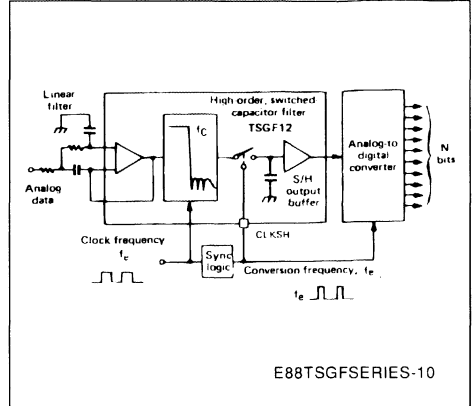 Linear
filter
High order, switched
capacitor filter
TSGF12
fC
Analog-to
digital
converter
N
bits
Analog
data
S/H
output
buffer
CLKSH
Clock frequency
fe
Sync
logic
Conversion frequency, fe
fe
E88TSGFSERIES-10